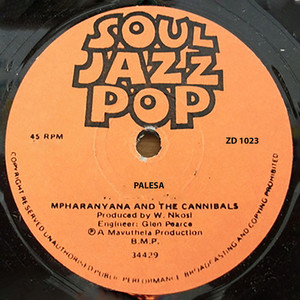 SOUL
JAZZ
POP
45 RPM
ZD 1023
PALESA
MPHARANYANA AND THE CANNIBALS
Produced by W. Nkosi
Engineer: Glen Pearce
Ⓟ A Mavuthela Production
B.M.P.
34429
COPYRIGHT RESERVED UNAUTHORISED PUBLIC PERFORMANCE BROADCASTING AND COPYING PROHIBITED